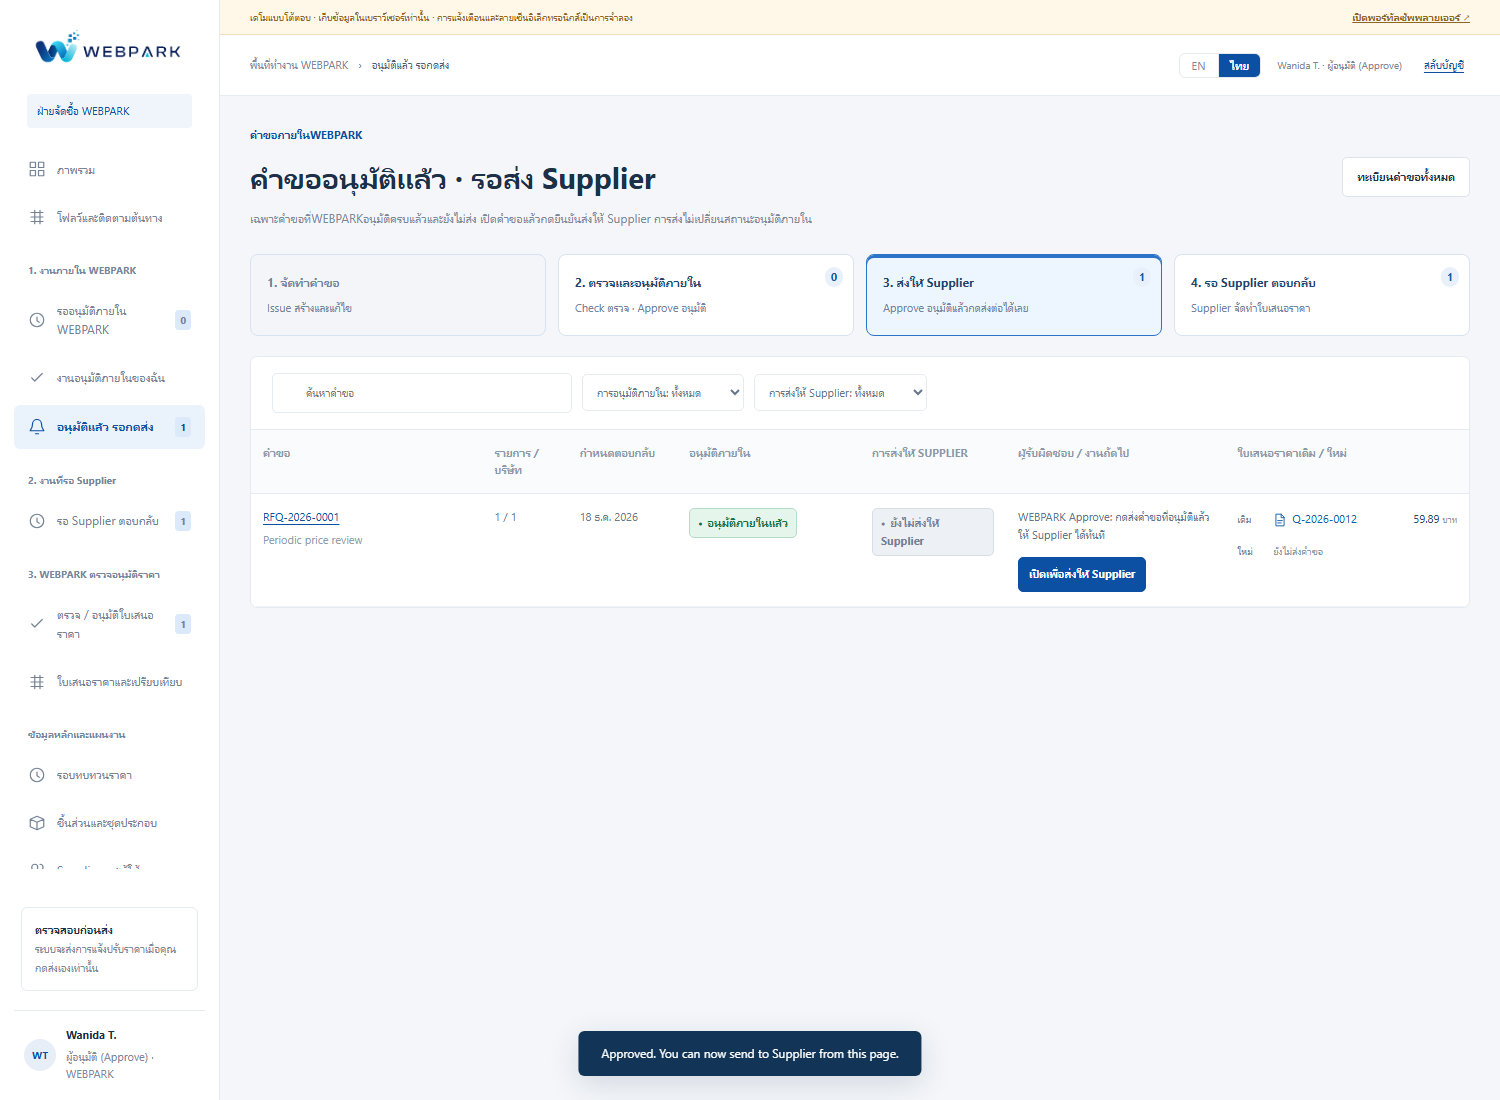 เดโมแบบโต้ตอบ · เก็บข้อมูลในเบราว์เซอร์เท่านั้น · การแจ้งเตือนและลายเซ็นอิเล็กทรอนิกส์เป็นการจำลอง
เปิดพอร์ทัลซัพพลายเออร์ ↗
WEBPARK
พื้นที่ทำงาน WEBPARK › อนุมัติแล้ว รอกดส่ง
EN ไทย Wanida T. · ผู้อนุมัติ (Approve) สลับบัญชี
ฝ่ายจัดซื้อ WEBPARK
ภาพรวม
โฟลว์และติดตามต้นทาง
1. งานภายใน WEBPARK
รออนุมัติภายใน
WEBPARK
0
งานอนุมัติภายในของฉัน
อนุมัติแล้ว รอกดส่ง 1
2. งานที่รอ Supplier
รอ Supplier ตอบกลับ 1
3. WEBPARK ตรวจอนุมัติราคา
ตรวจ / อนุมัติใบเสนอ
ราคา
1
ใบเสนอราคาและเปรียบเทียบ
ข้อมูลหลักและแผนงาน
รอบทบทวนราคา
ชิ้นส่วนและชุดประกอบ
ตรวจสอบก่อนส่ง
ระบบจะส่งการแจ้งปรับราคาเมื่อคุณ
กดส่งเองเท่านั้น
WT
Wanida T.
ผู้อนุมัติ (Approve) ·
WEBPARK
คำขอภายในWEBPARK
คำขออนุมัติแล้ว · รอส่ง Supplier
ทะเบียนคำขอทั้งหมด
เฉพาะคำขอที่WEBPARKอนุมัติครบแล้วและยังไม่ส่ง เปิดคำขอแล้วกดยืนยันส่งให้ Supplier การส่งไม่เปลี่ยนสถานะอนุมัติภายใน
1. จัดทำคำขอ
Issue สร้างและแก้ไข
2. ตรวจและอนุมัติภายใน 0
Check ตรวจ · Approve อนุมัติ
3. ส่งให้ Supplier 1
Approve อนุมัติแล้วกดส่งต่อได้เลย
4. รอ Supplier ตอบกลับ 1
Supplier จัดทำใบเสนอราคา
ค้นหาคำขอ
การอนุมัติภายใน: ทั้งหมด
การส่งให้ Supplier: ทั้งหมด
คำขอ
รายการ /
บริษัท
กำหนดตอบกลับ
อนุมัติภายใน
การส่งให้ SUPPLIER
ผู้รับผิดชอบ / งานถัดไป
ใบเสนอราคาเดิม / ใหม่
RFQ-2026-0001
Periodic price review
1 / 1
18 ธ.ค. 2026
• อนุมัติภายในแล้ว
• ยังไม่ส่งให้
Supplier
WEBPARK Approve: กดส่งคำขอที่อนุมัติแล้ว
ให้ Supplier ได้ทันที
เปิดเพื่อส่งให้ Supplier
เดิม Q-2026-0012 59.89 บาท
ใหม่ ยังไม่ส่งคำขอ
Approved. You can now send to Supplier from this page.